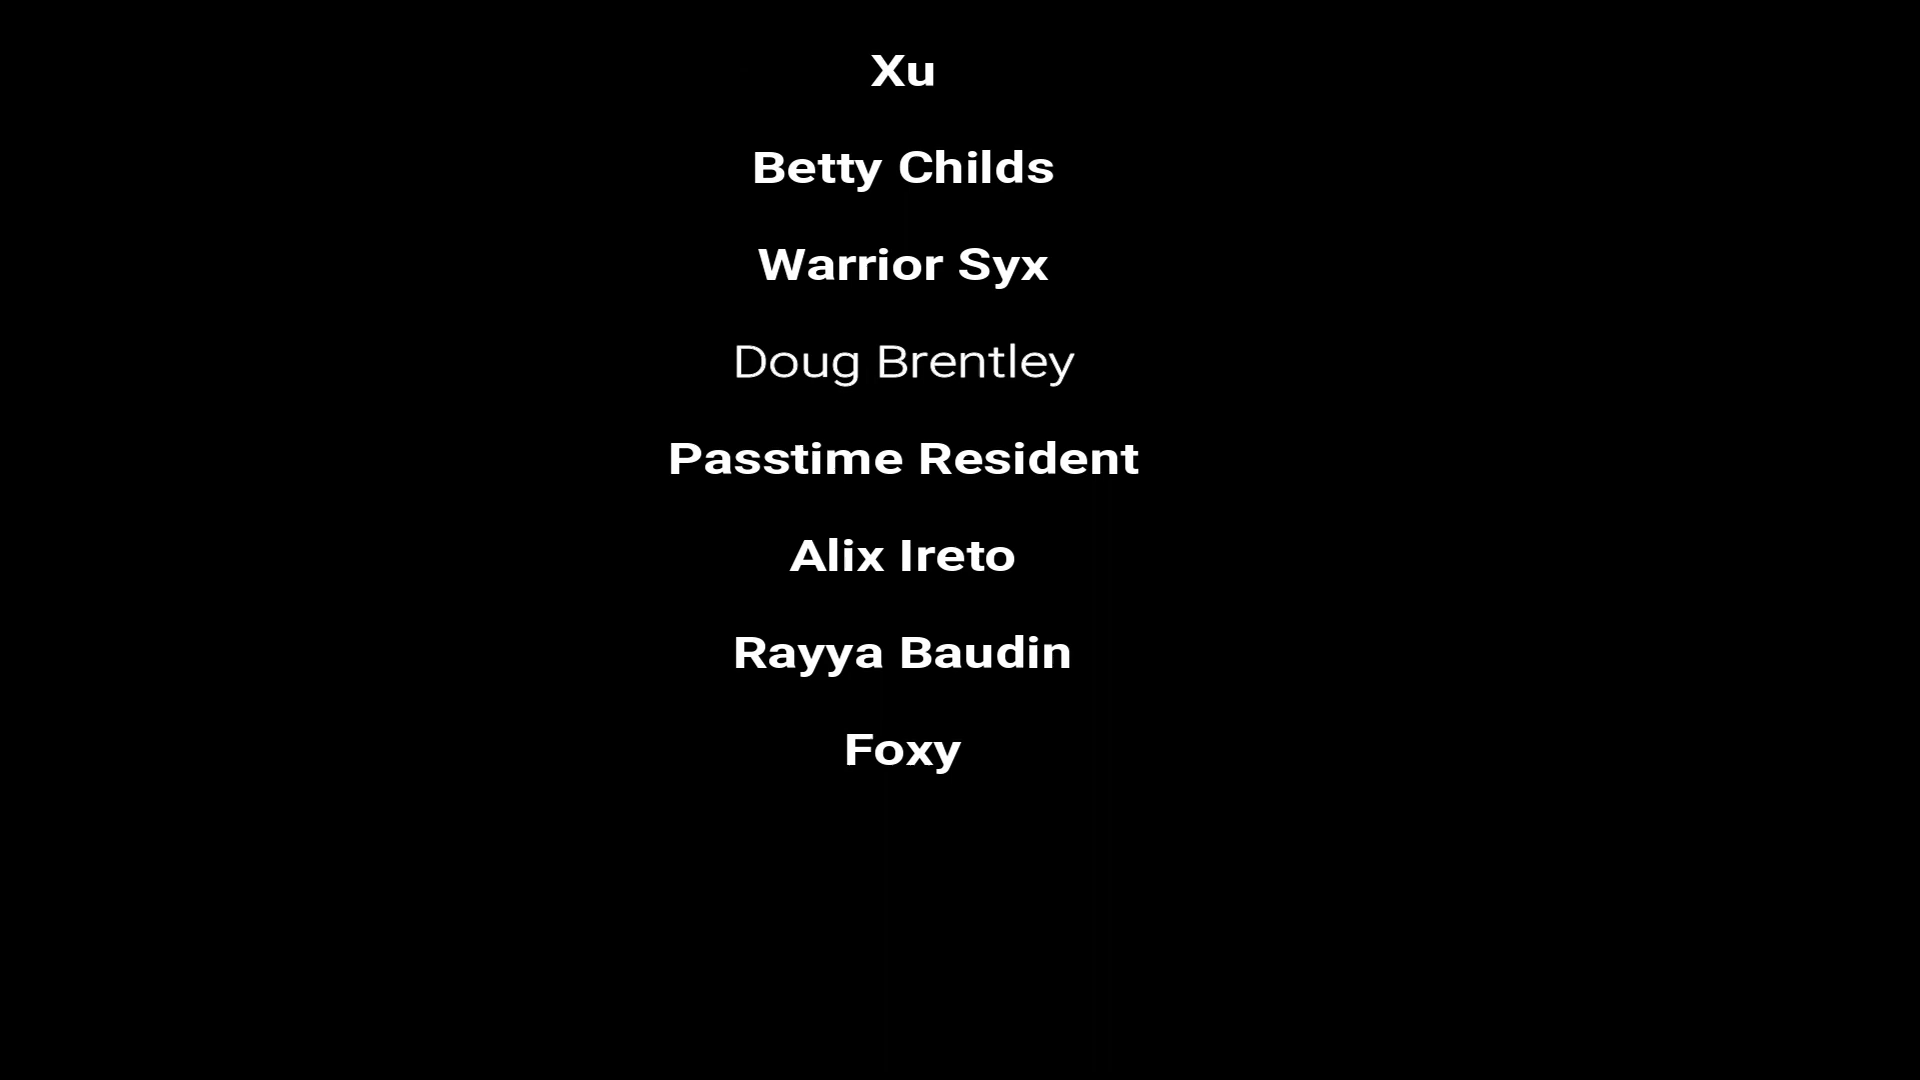 Xu
Betty Childs
Warrior Syx
Doug Brentley
Passtime Resident
Alix Ireto
Rayya Baudin
Foxy